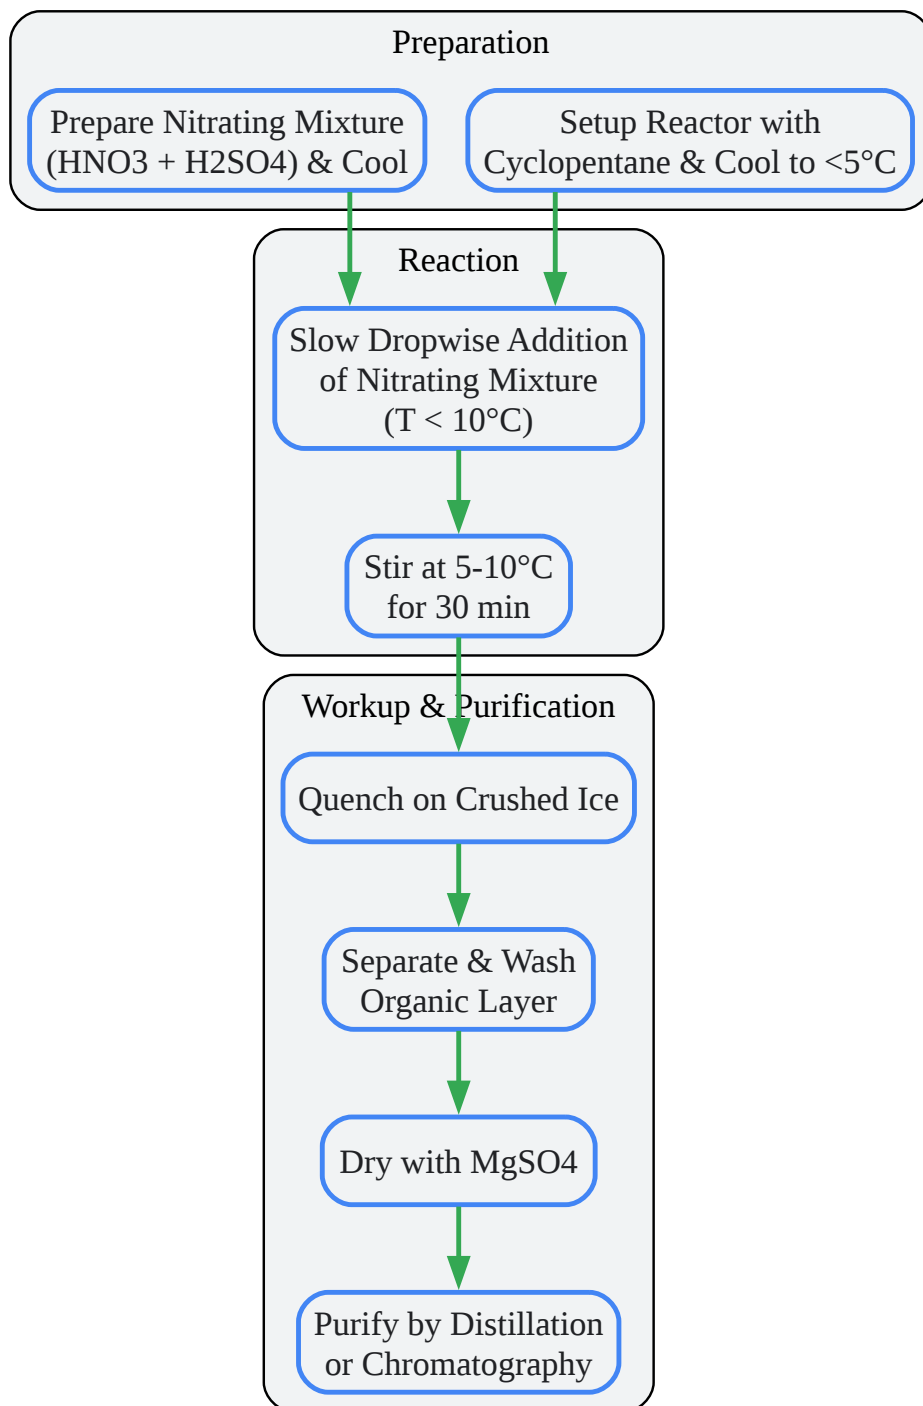 Preparation
Prepare Nitrating Mixture
(HNO3 + H2SO4) & Cool
Setup Reactor with
Cyclopentane & Cool to <5°C
Reaction
Slow Dropwise Addition
of Nitrating Mixture
(T < 10°C)
Stir at 5-10°C
for 30 min
Workup & Purification
Quench on Crushed Ice
Separate & Wash
Organic Layer
Dry with MgSO4
Purify by Distillation
or Chromatography